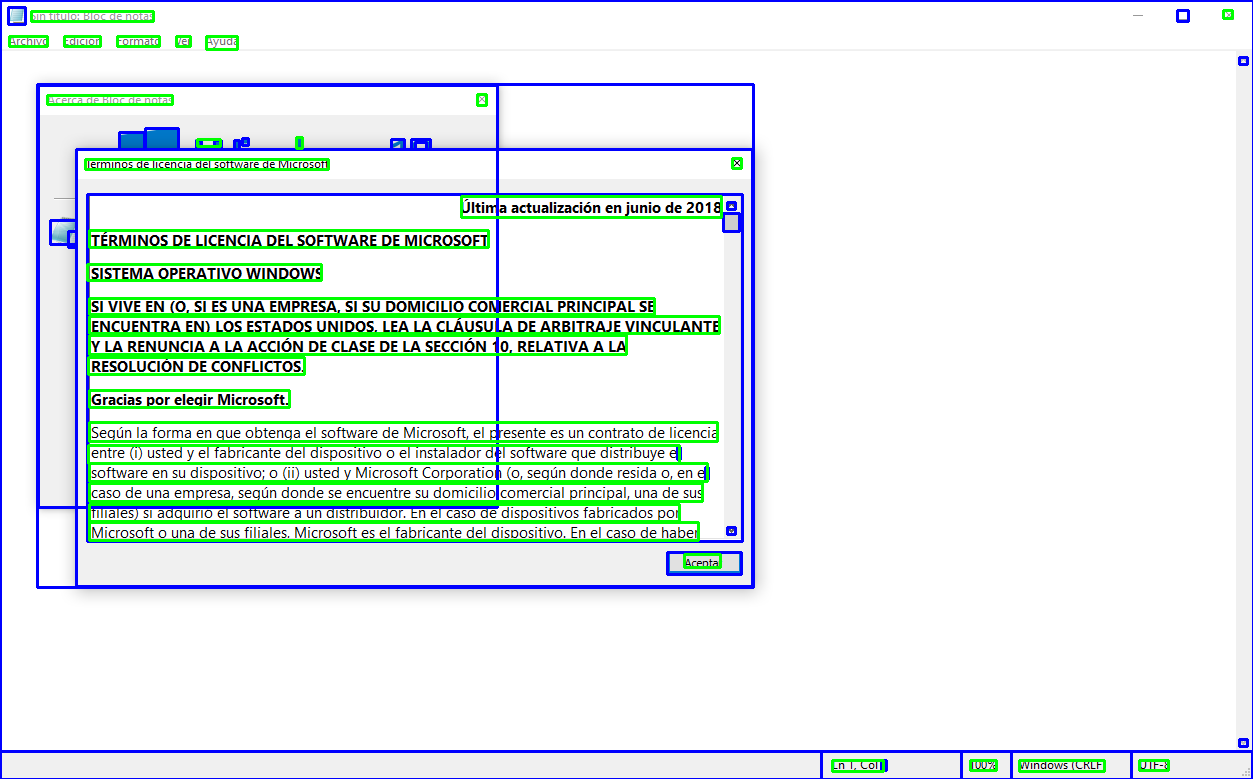 Sin título: Bloc de notas
Archivo Edición Formato Ver Ayuda
Acerca de Bloc de notas
Términos de licencia del software de Microsoft
Última actualización en junio de 2018
TÉRMINOS DE LICENCIA DEL SOFTWARE DE MICROSOFT
SISTEMA OPERATIVO WINDOWS
SI VIVE EN (O, SI ES UNA EMPRESA, SI SU DOMICILIO COMERCIAL PRINCIPAL SE
ENCUENTRA EN) LOS ESTADOS UNIDOS, LEA LA CLÁUSULA DE ARBITRAJE VINCULANTE
Y LA RENUNCIA A LA ACCIÓN DE CLASE DE LA SECCIÓN 10, RELATIVA A LA
RESOLUCIÓN DE CONFLICTOS.
Gracias por elegir Microsoft.
Según la forma en que obtenga el software de Microsoft, el presente es un contrato de licencia
entre (i) usted y el fabricante del dispositivo o el instalador del software que distribuye el
software en su dispositivo; o (ii) usted y Microsoft Corporation (o, según donde resida o, en el
caso de una empresa, según donde se encuentre su domicilio comercial principal, una de sus
filiales) si adquirió el software a un distribuidor. En el caso de dispositivos fabricados por
Microsoft o una de sus filiales, Microsoft es el fabricante del dispositivo. En el caso de haber
Aceptar
Ln 1, Col 1 100% Windows (CRLF) UTF-8